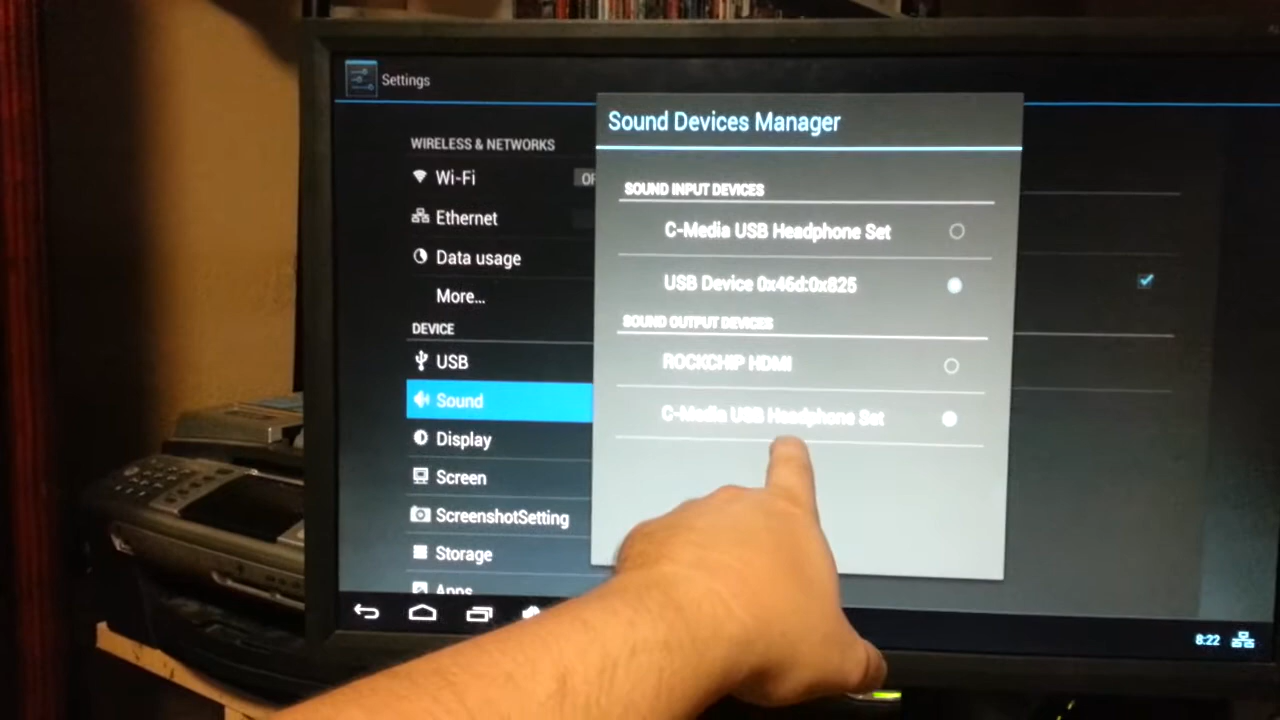 Settings
WIRELESS & NETWORKS
Wi-Fi
Ethernet
Data usage
More...
DEVICE
USB
Sound
Display
Screen
ScreenshotSetting
Storage
Apps
Sound Devices Manager
SOUND INPUT DEVICES
C-Media USB Headphone Set
USB Device 0x46d:0x825
SOUND OUTPUT DEVICES
ROCKCHIP HDMI
C-Media USB Headphone Set
8:22